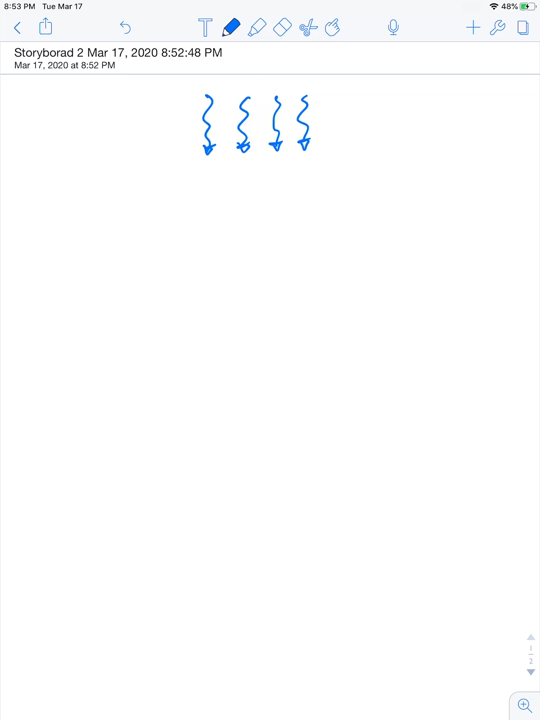 8:53 PM Tue Mar 17 48%
Storyborad 2 Mar 17, 2020 8:52:48 PM
Mar 17, 2020 at 8:52 PM
T
1
2